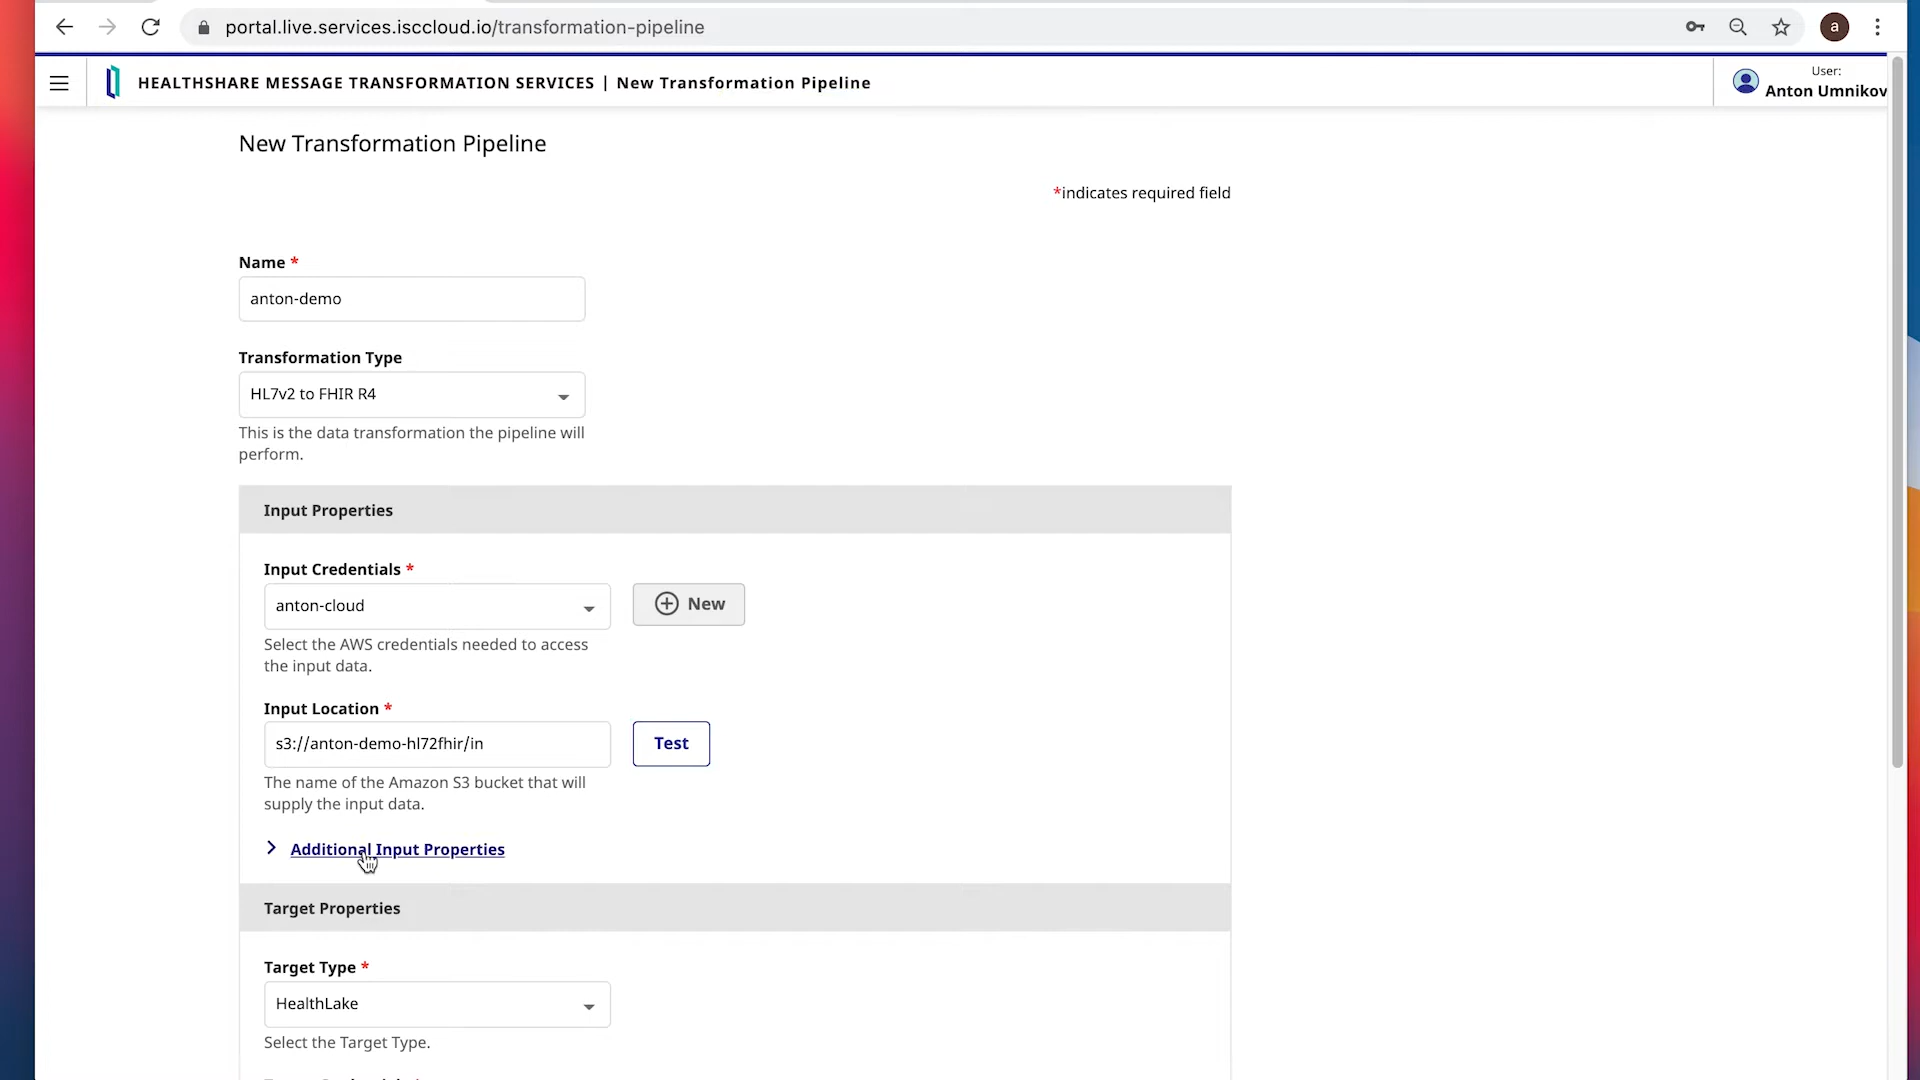 portal.live.services.isccloud.io/transformation-pipeline
a
HEALTHSHARE MESSAGE TRANSFORMATION SERVICES | New Transformation Pipeline
User:
Anton Umnikov
New Transformation Pipeline
*indicates required field
Name *
anton-demo
Transformation Type
HL7v2 to FHIR R4
This is the data transformation the pipeline will
perform.
Input Properties
Input Credentials *
anton-cloud
New
Select the AWS credentials needed to access
the input data.
Input Location *
s3://anton-demo-hl72fhir/in
Test
The name of the Amazon S3 bucket that will
supply the input data.
Additional Input Properties
Target Properties
Target Type *
HealthLake
Select the Target Type.